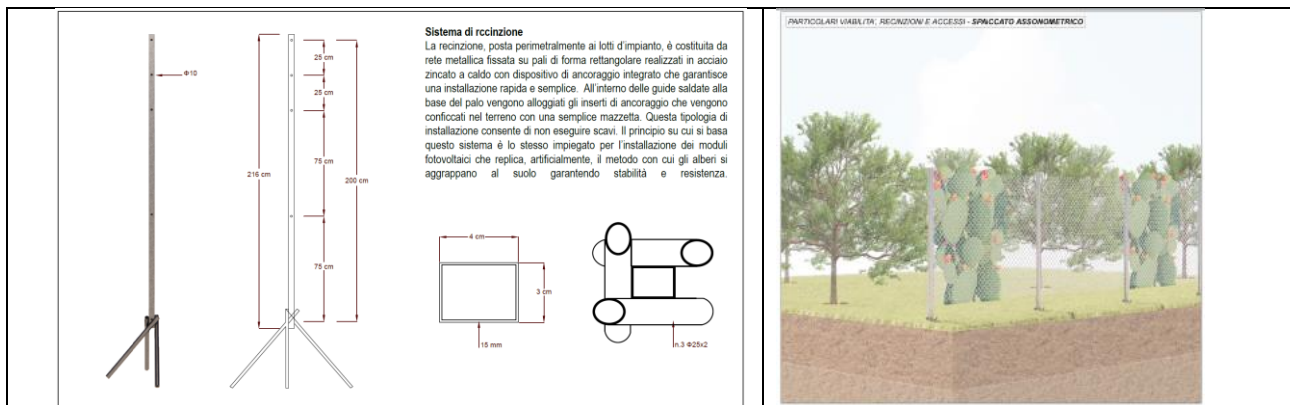 Φ10
216 cm
25 cm
25 cm
75 cm
75 cm
200 cm
Sistema di rccinzione
La recinzione, posta perimetralmente ai lotti d'impianto, è costituita da
rete metallica fissata su pali di forma rettangolare realizzati in acciaio
zincato a caldo con dispositivo di ancoraggio integrato che garantisce
una installazione rapida e semplice. All'interno delle guide saldate alla
base del palo vengono alloggiati gli inserti di ancoraggio che vengono
conficcati nel terreno con una semplice mazzetta. Questa tipologia di
installazione consente di non eseguire scavi. Il principio su cui si basa
questo sistema è lo stesso impiegato per l'installazione dei moduli
fotovoltaici che replica, artificialmente, il metodo con cui gli alberi si
aggrappano al suolo garantendo stabilità e resistenza.
4 cm
3 cm
15 mm
n.3 Φ25x2
PARTICOLARI VIABILITA', RECINZIONI E ACCESSI - SPACCATO ASSONOMETRICO